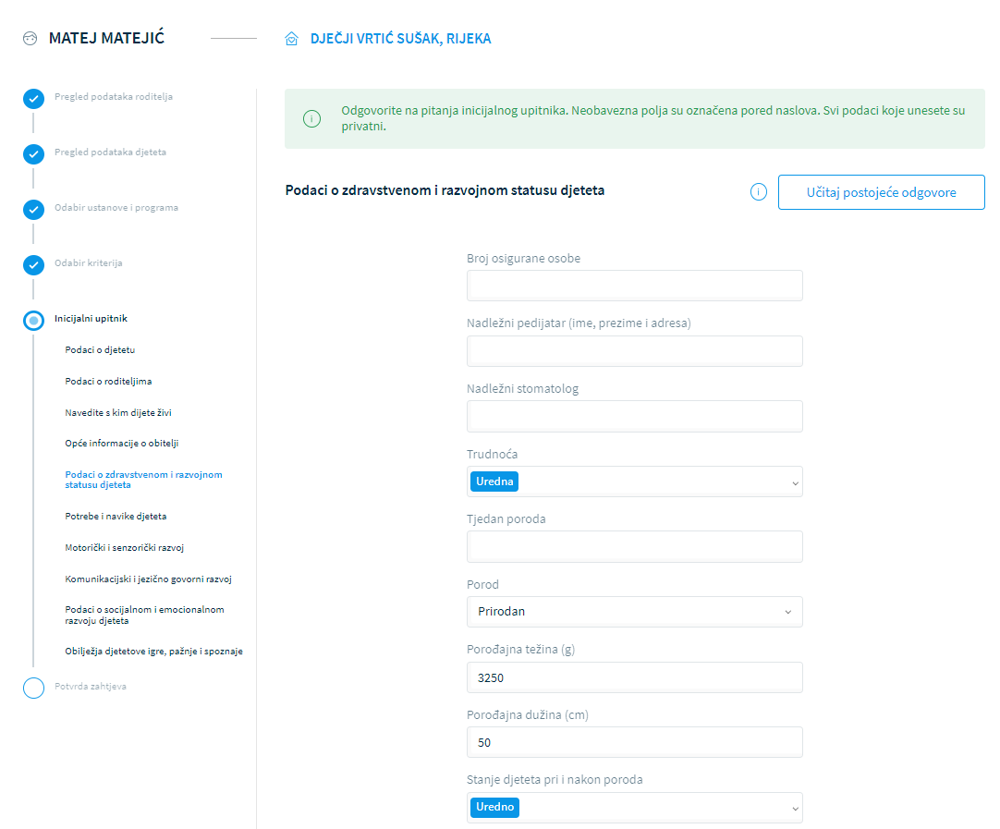 MATEJ MATEJIĆ
DJEČJI VRTIĆ SUŠAK, RIJEKA
Pregled podataka roditelja
Pregled podataka djeteta
Odabir ustanove i programa
Odabir kriterija
Inicijalni upitnik
Podaci o djetetu
Podaci o roditeljima
Navedite s kim dijete živi
Opće informacije o obitelji
Podaci o zdravstvenom i razvojnom
statusu djeteta
Potrebe i navike djeteta
Motorički i senzorički razvoj
Komunikacijski i jezično govorni razvoj
Podaci o socijalnom i emocionalnom
razvoju djeteta
Obilježja djetetove igre, pažnje i spoznaje
Potvrda zahtjeva
Odgovorite na pitanja inicijalnog upitnika. Neobavezna polja su označena pored naslova. Svi podaci koje unesete su
privatni.
Podaci o zdravstvenom i razvojnom statusu djeteta
Učitaj postojeće odgovore
Broj osigurane osobe
Nadležni pedijatar (ime, prezime i adresa)
Nadležni stomatolog
Trudnoća
Uredna
Tjedan poroda
Porod
Prirodan
Porođajna težina (g)
3250
Porođajna dužina (cm)
50
Stanje djeteta pri i nakon poroda
Uredno